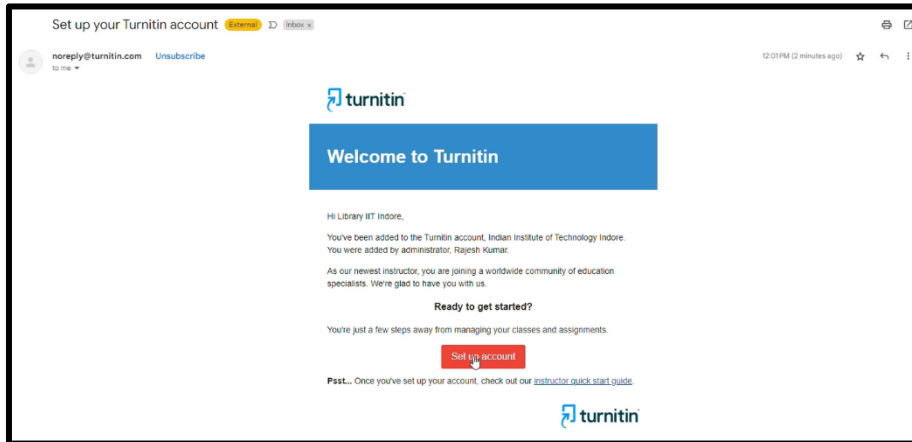 Set up your Turnitin account External Inbox x
noreply@turnitin.com Unsubscribe 12:01 PM (2 minutes ago)
to me
turnitin
Welcome to Turnitin
Hi Library IIT Indore,
You've been added to the Turnitin account, Indian Institute of Technology Indore.
You were added by administrator, Rajesh Kumar.
As our newest instructor, you are joining a worldwide community of education
specialists. We're glad to have you with us.
Ready to get started?
You're just a few steps away from managing your classes and assignments.
Set up account
Psst... Once you've set up your account, check out our instructor quick start guide.
turnitin